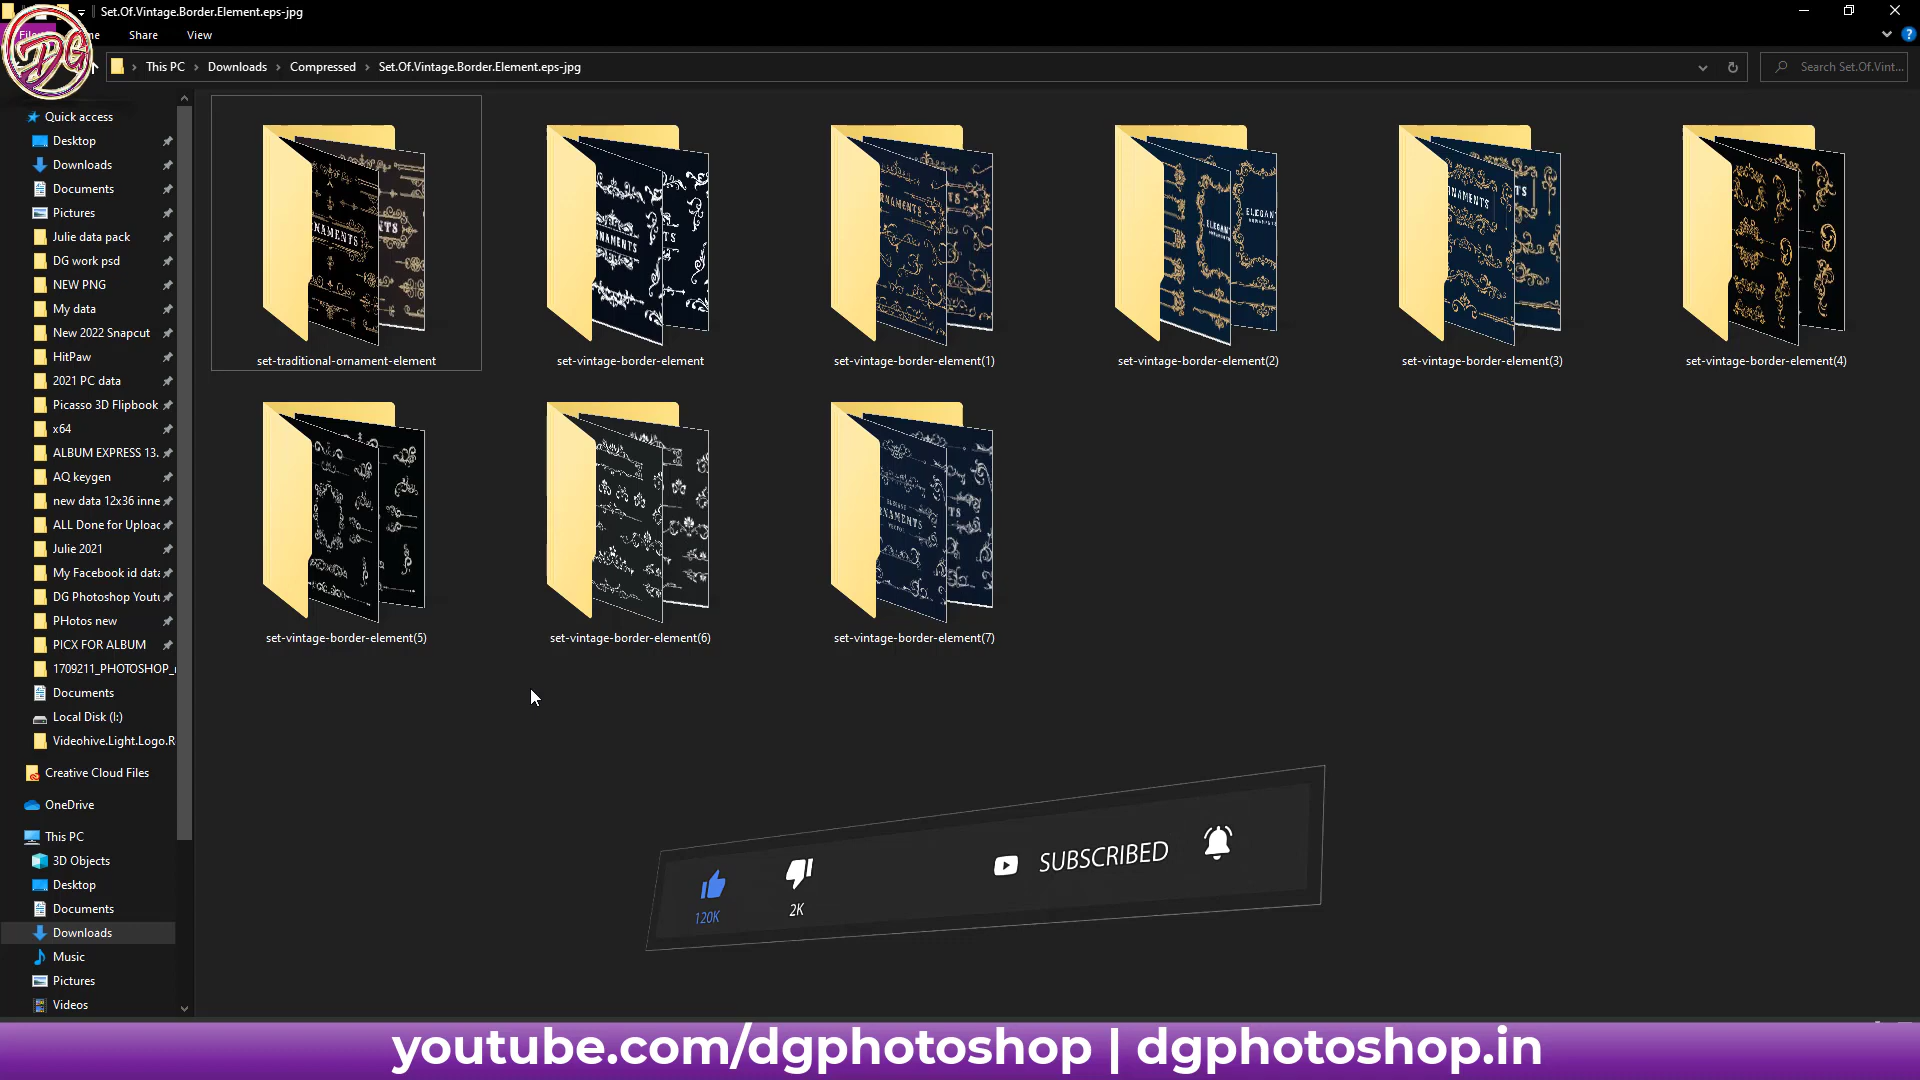 Set.Of.Vintage.Border.Element.eps-jpg
File
Share
View
DG
This PC > Downloads > Compressed > Set.Of.Vintage.Border.Element.eps-jpg
Search Set.Of.Vint...
Quick access
Desktop
Downloads
Documents
Pictures
Julie data pack
DG work psd
NEW PNG
My data
New 2022 Snapcut
HitPaw
2021 PC data
Picasso 3D Flipbook
x64
ALBUM EXPRESS 13.
AQ keygen
new data 12x36 inne
ALL Done for Upload
Julie 2021
My Facebook id data
DG Photoshop Youtu
PHotos new
PICX FOR ALBUM
1709211_PHOTOSHOP_
Documents
Local Disk (I:)
Videohive.Light.Logo.R
Creative Cloud Files
OneDrive
This PC
3D Objects
Desktop
Documents
Downloads
Music
Pictures
Videos
set-traditional-ornament-element
set-vintage-border-element
set-vintage-border-element(1)
set-vintage-border-element(2)
set-vintage-border-element(3)
set-vintage-border-element(4)
set-vintage-border-element(5)
set-vintage-border-element(6)
set-vintage-border-element(7)
120K
2K
SUBSCRIBED
youtube.com/dgphotoshop | dgphotoshop.in